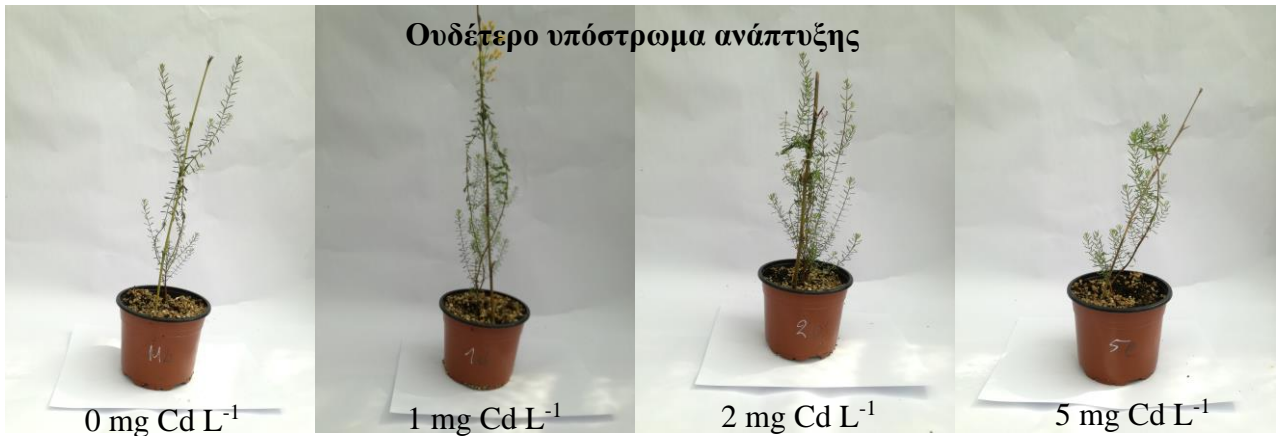 Ουδέτερο υπόστρωμα ανάπτυξης
0 mg Cd L-1
1 mg Cd L-1
2 mg Cd L-1
5 mg Cd L-1